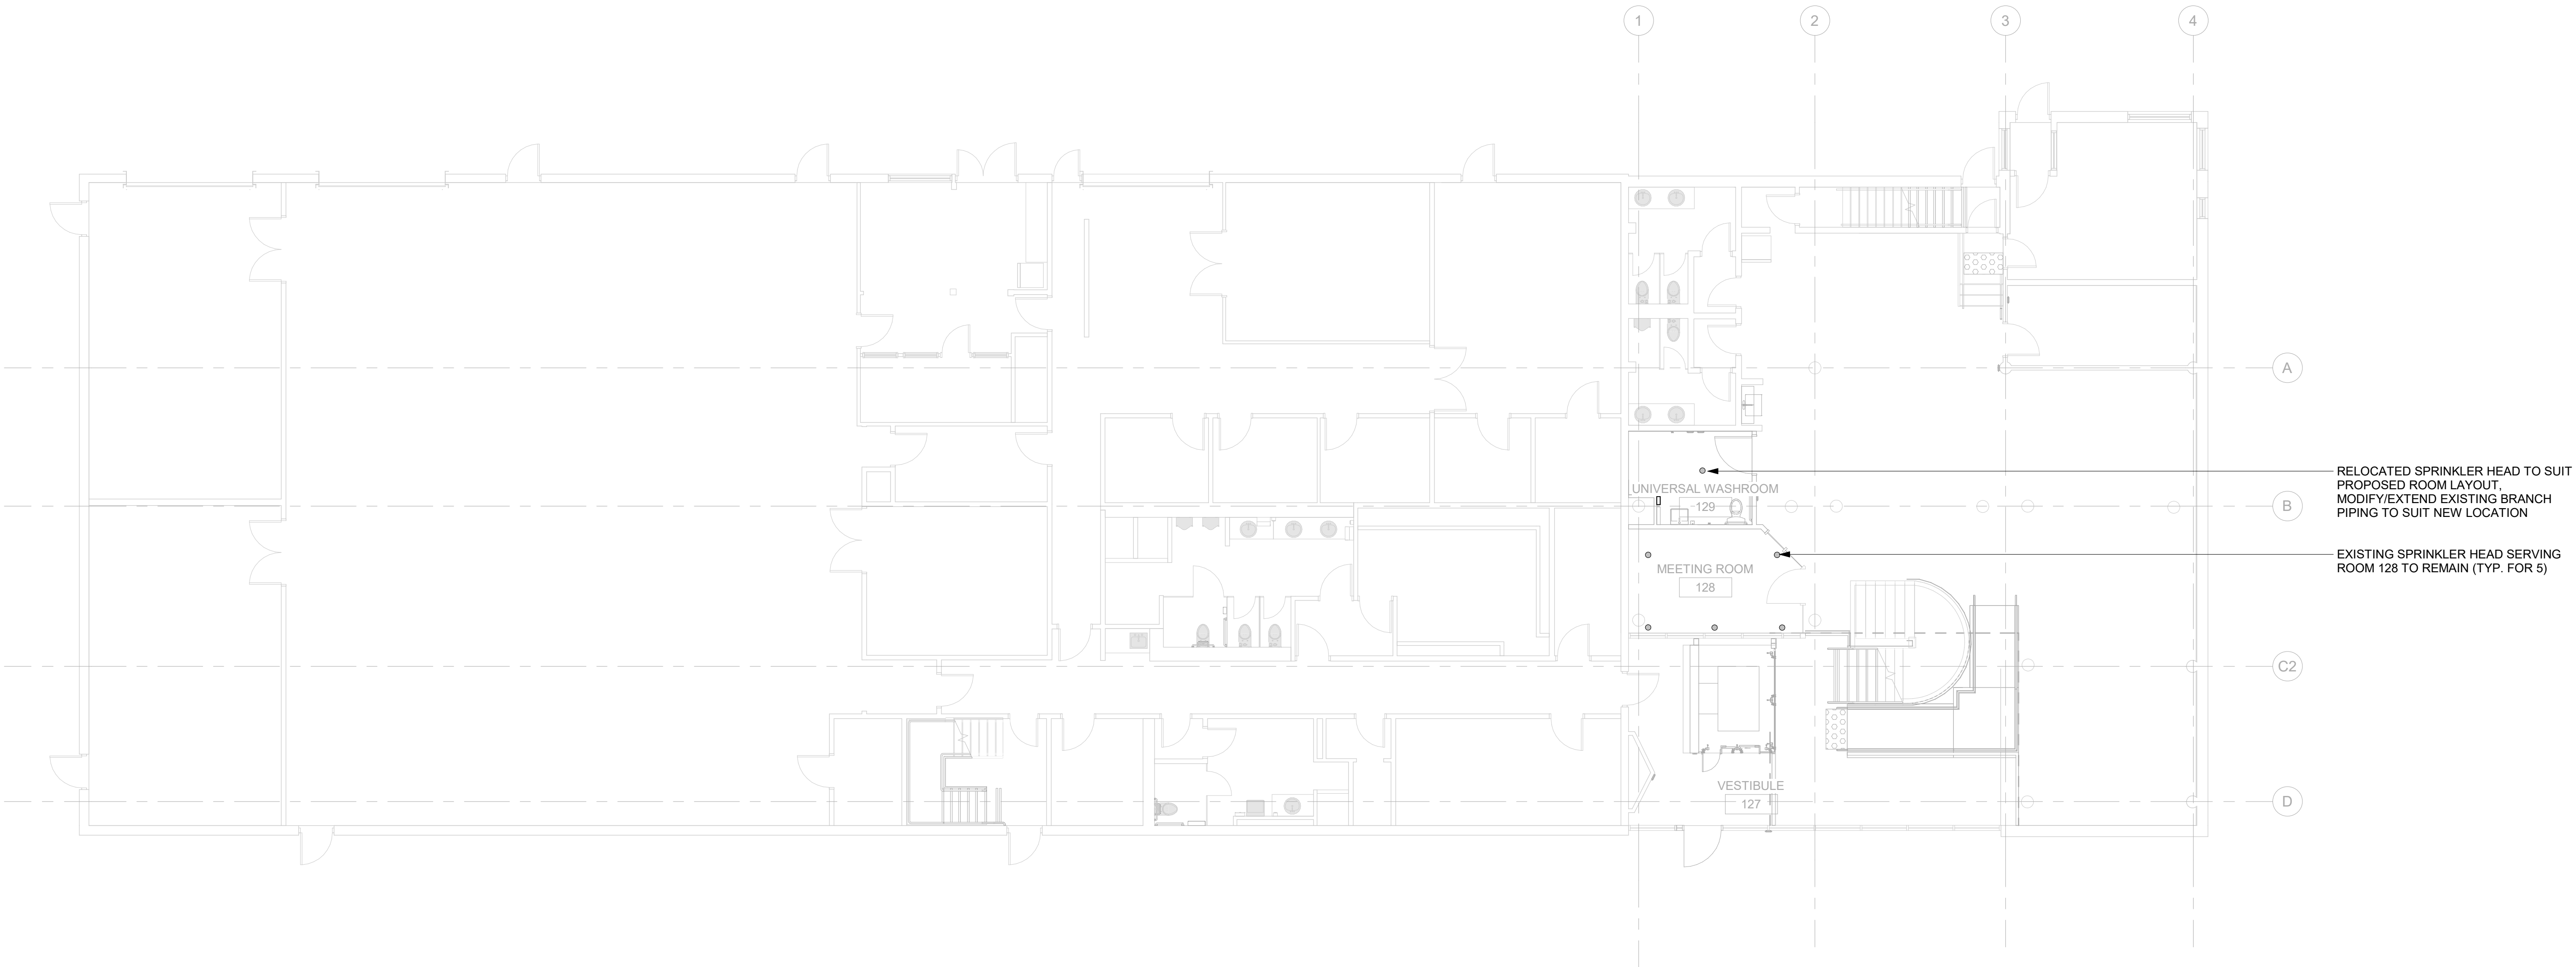 1
2
3
4
A
RELOCATED SPRINKLER HEAD TO SUIT
PROPOSED ROOM LAYOUT,
MODIFY/EXTEND EXISTING BRANCH
PIPING TO SUIT NEW LOCATION
UNIVERSAL WASHROOM
129
B
EXISTING SPRINKLER HEAD SERVING
ROOM 128 TO REMAIN (TYP. FOR 5)
MEETING ROOM
128
C2
VESTIBULE
127
D